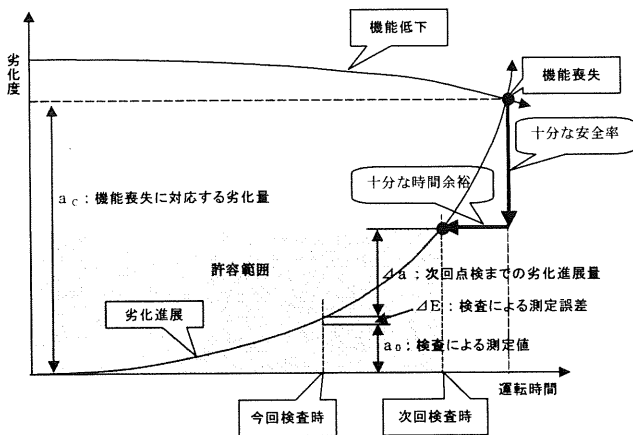 機能低下
劣化度
機能喪失
十分な安全率
十分な時間余裕
aC:機能喪失に対応する劣化量
許容範囲
Δa:次回点検までの劣化進展量
ΔE:検査による測定誤差
劣化進展
a0:検査による測定値
運転時間
今回検査時
次回検査時